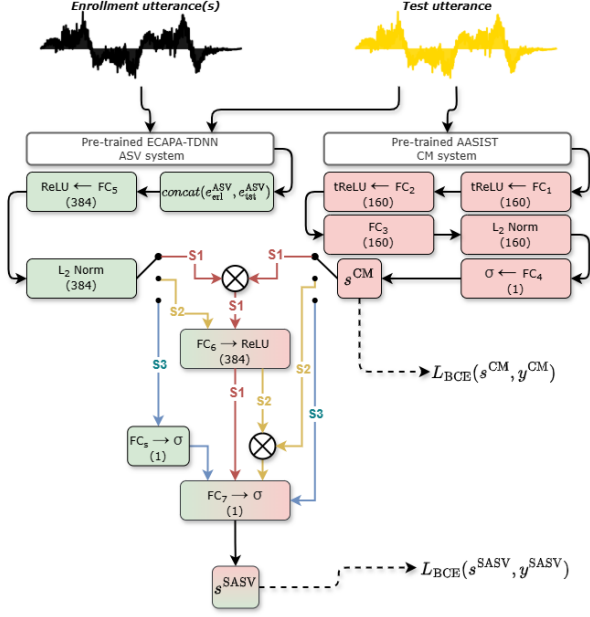 Enrollment utterance(s)
Test utterance
Pre-trained ECAPA-TDNN
ASV system
Pre-trained AASIST
CM system
ReLU ← FC₅
(384)
concat(e_erl^ASV, e_tst^ASV)
tReLU ← FC₂
(160)
tReLU ← FC₁
(160)
FC₃
(160)
L₂ Norm
(160)
L₂ Norm
(384)
S1
S1
s^CM
σ ← FC₄
(1)
S2
S1
FC₆ → ReLU
(384)
S3
S1
S2
S2
S3
L_BCE(s^CM, y^CM)
FCₛ → σ
(1)
FC₇ → σ
(1)
s^SASV
L_BCE(s^SASV, y^SASV)